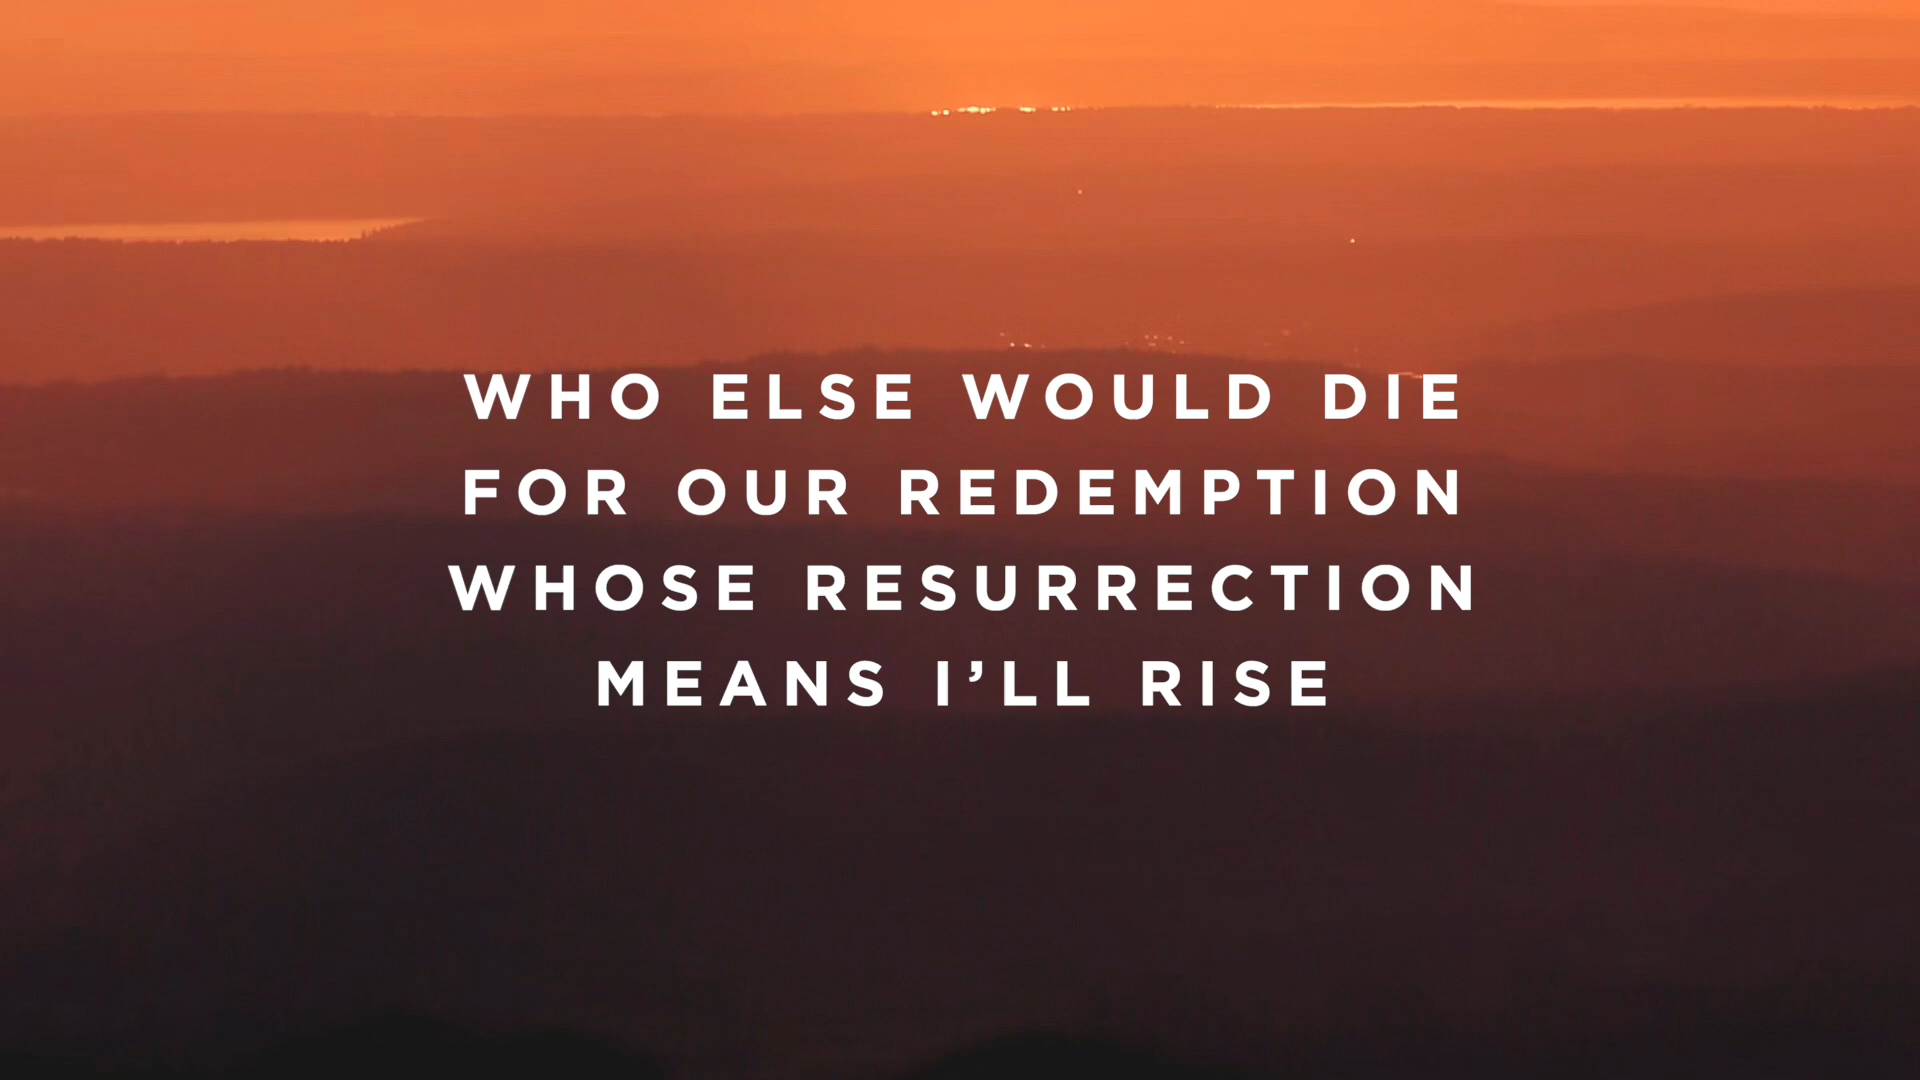 WHO ELSE WOULD DIE
FOR OUR REDEMPTION
WHOSE RESURRECTION
MEANS I’LL RISE